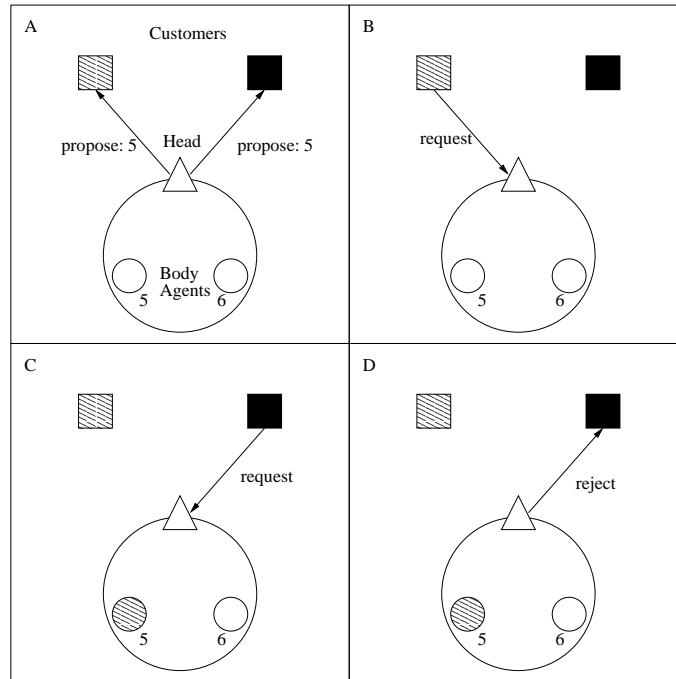 A
Customers
propose: 5
Head
propose: 5
Body
Agents
5
6
B
request
5
6
C
request
5
6
D
reject
5
6